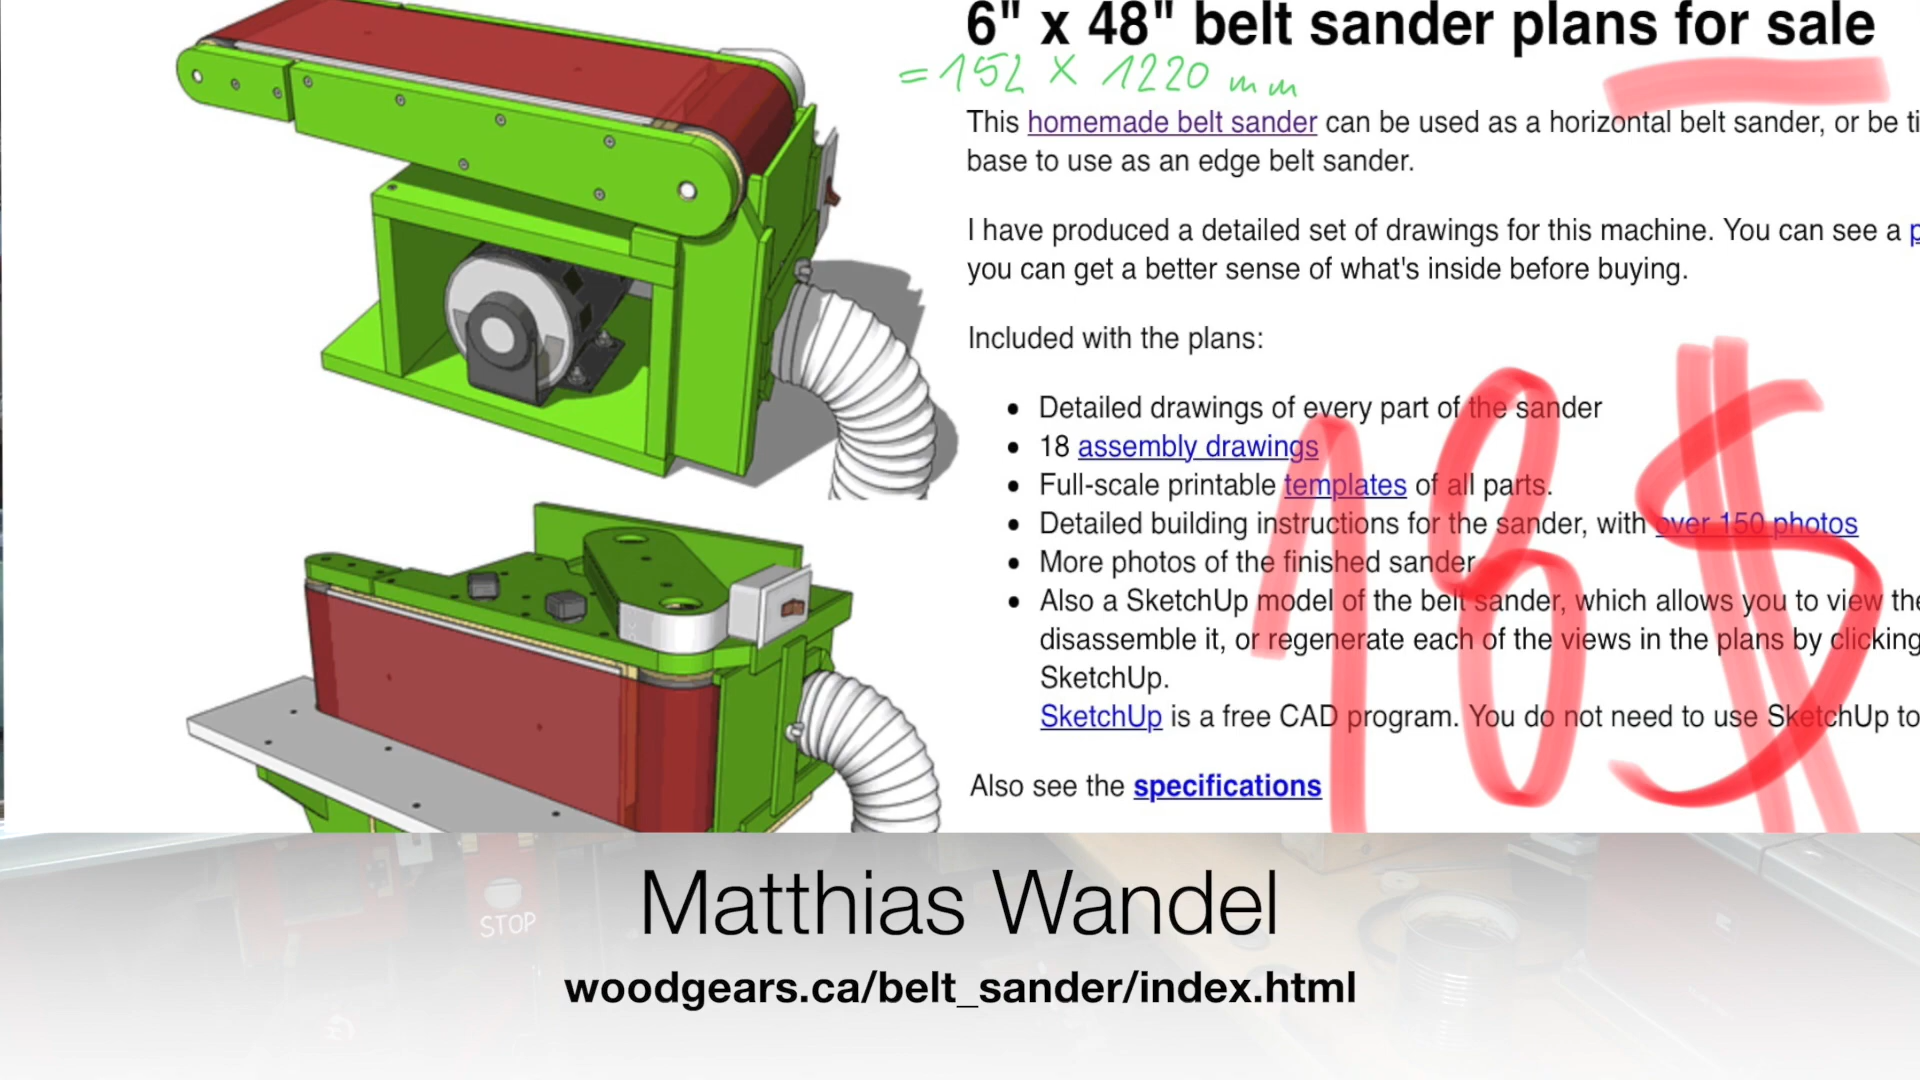 6" x 48" belt sander plans for sale
= 152 x 1220 mm
This homemade belt sander can be used as a horizontal belt sander, or be ti
base to use as an edge belt sander.
I have produced a detailed set of drawings for this machine. You can see a p
you can get a better sense of what's inside before buying.
Included with the plans:
• Detailed drawings of every part of the sander
• 18 assembly drawings
• Full-scale printable templates of all parts.
• Detailed building instructions for the sander, with over 150 photos
• More photos of the finished sander
• Also a SketchUp model of the belt sander, which allows you to view the
disassemble it, or regenerate each of the views in the plans by clicking
SketchUp.
SketchUp is a free CAD program. You do not need to use SketchUp to
18$
Also see the specifications
STOP
Matthias Wandel
woodgears.ca/belt_sander/index.html